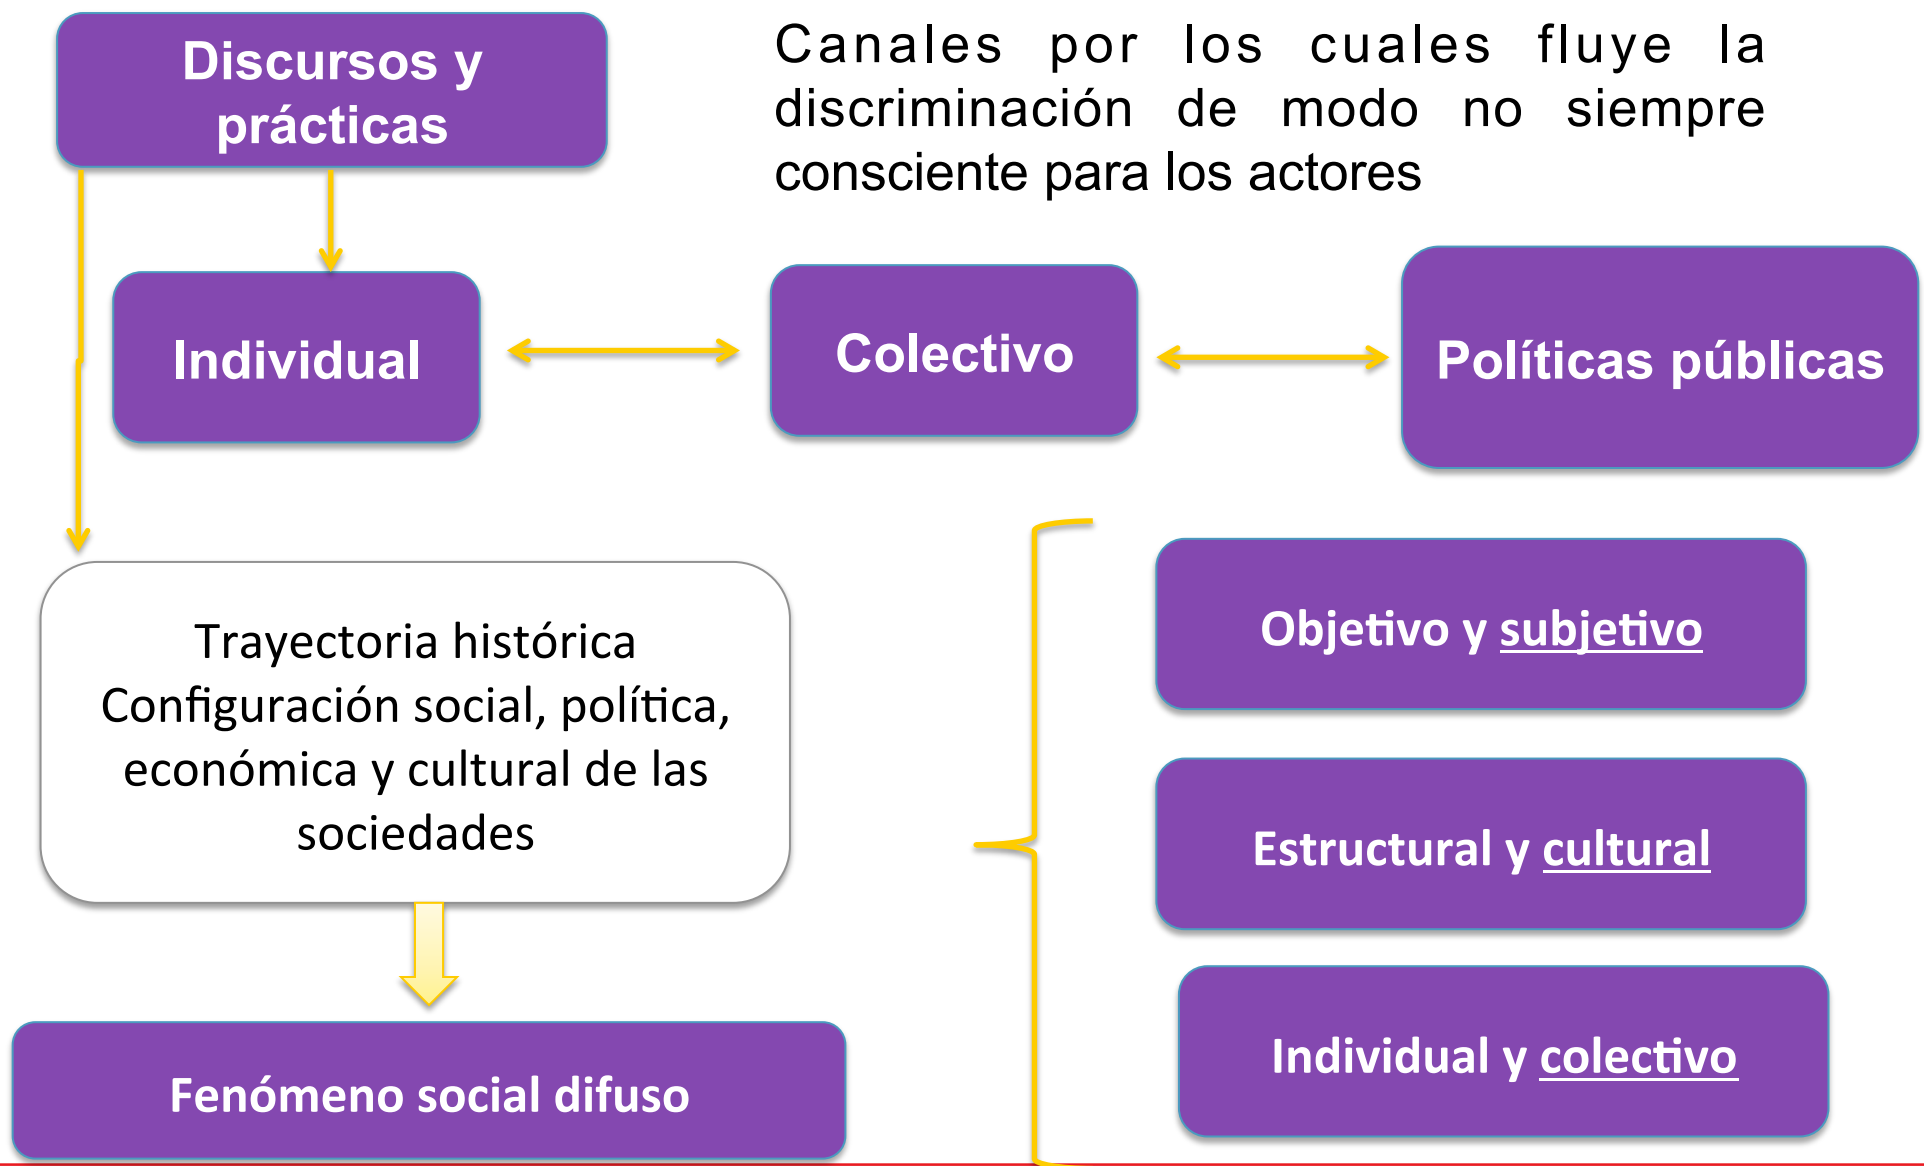 Discursos y
prácticas
Canales por los cuales fluye la
discriminación de modo no siempre
consciente para los actores
Individual
Colectivo
Políticas públicas
Trayectoria histórica
Configuración social, política,
económica y cultural de las
sociedades
Objetivo y subjetivo
Estructural y cultural
Individual y colectivo
Fenómeno social difuso